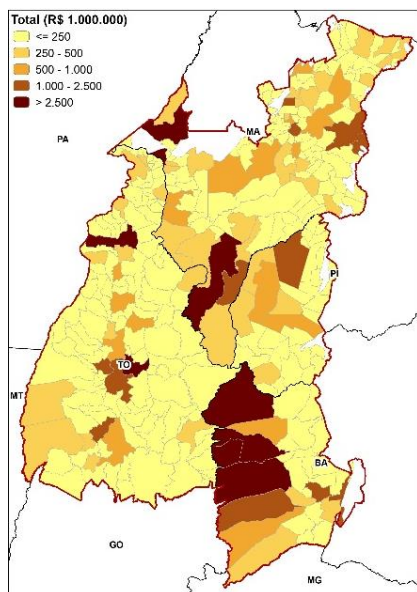 Total (R$ 1.000.000)
<= 250
250 - 500
500 - 1.000
1.000 - 2.500
> 2.500
PA
MA
PI
TO
MT
BA
GO
MG